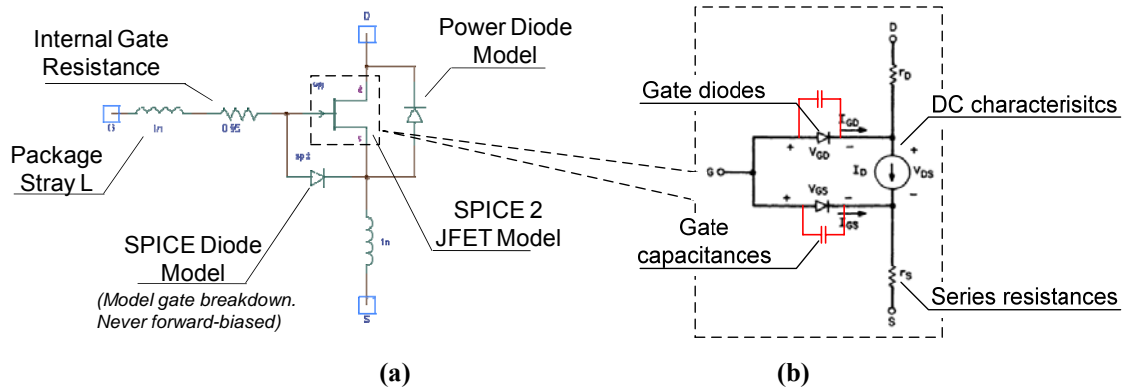 Internal Gate
Resistance
Package
Stray L
G
1n
0.95
D
Power Diode
Model
sp2
SPICE Diode
Model
(Model gate breakdown.
Never forward-biased)
SPICE 2
JFET Model
1n
S
(a)
D
rD
Gate diodes
DC characterisitcs
IGD
+ VGD −
G
ID
+
VDS
−
VGS
+ −
IGS
Gate
capacitances
rS
Series resistances
S
(b)